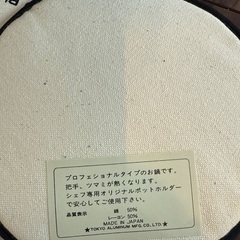 プロフェショナルタイプのお鍋です。
把手、ツマミが熱くなります。
シェフ専用オリジナルポットホルダー
で安心してご使用下さい。
品質表示 綿 50%
レーヨン 50%
MADE IN JAPAN
★TOKYO ALUMINUM MFG.CO.,LTD.★